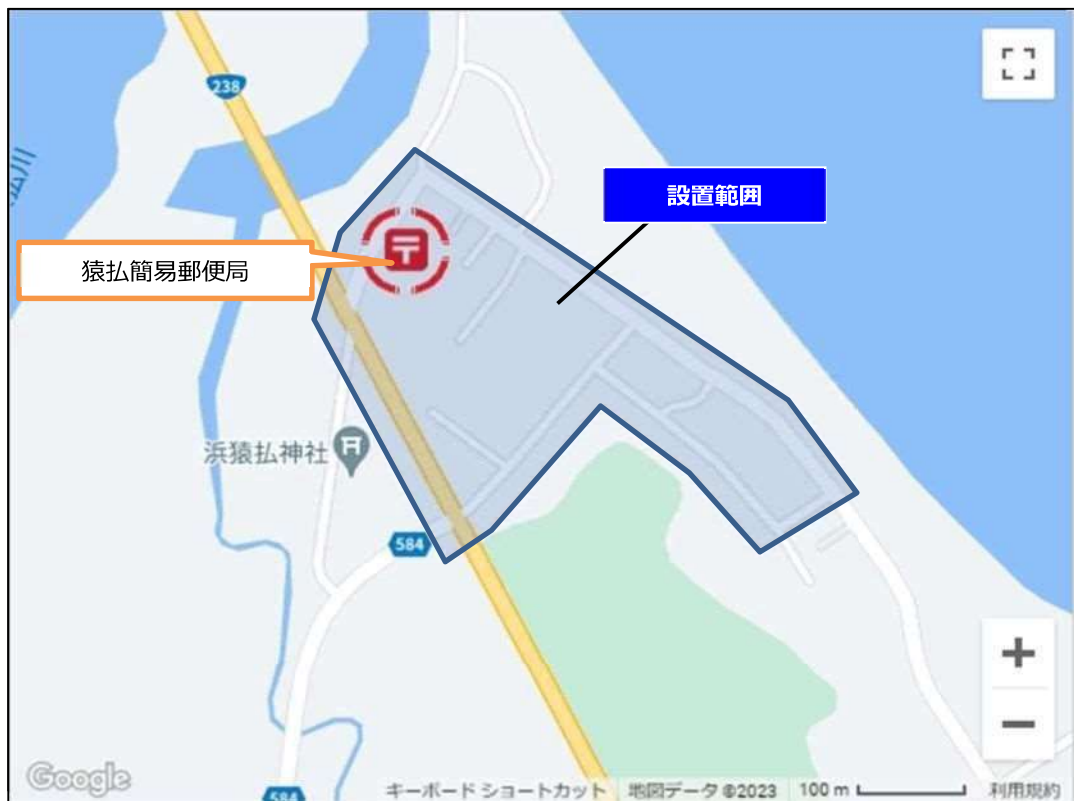 238
設置範囲
猿払簡易郵便局
浜猿払神社
584
Google
584
キーボード ショートカット
地図データ ©2023
100 m
利用規約